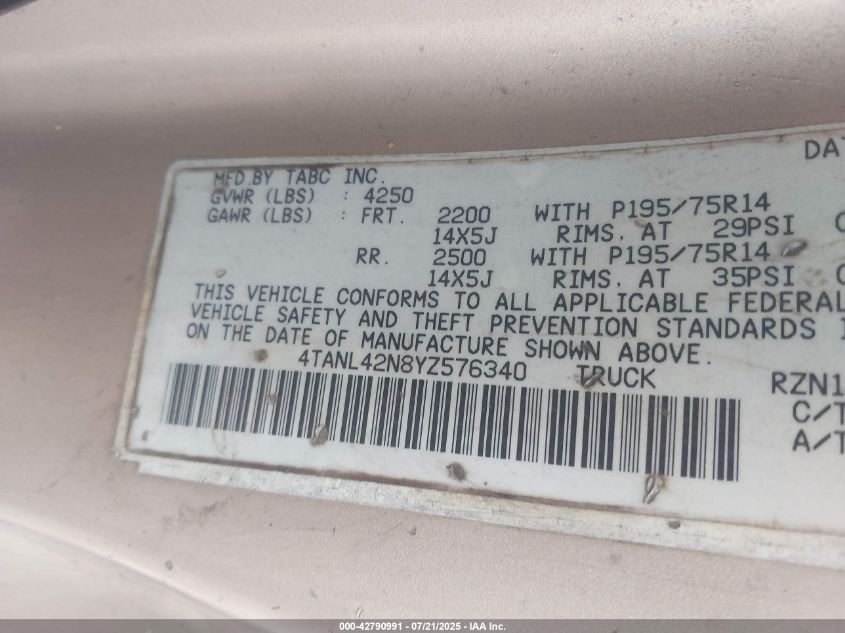 DAT
MFD.BY TABC INC.
GVWR (LBS) : 4250
GAWR (LBS) : FRT. 2200 WITH P195/75R14
14X5J RIMS, AT 29PSI C
RR. 2500 WITH P195/75R14
14X5J RIMS, AT 35PSI C
THIS VEHICLE CONFORMS TO ALL APPLICABLE FEDERAL
VEHICLE SAFETY AND THEFT PREVENTION STANDARDS I
ON THE DATE OF MANUFACTURE SHOWN ABOVE.
4TANL42N8YZ576340 TRUCK RZN1
C/T
A/T
000-42790991 - 07/21/2025 - IAA Inc.